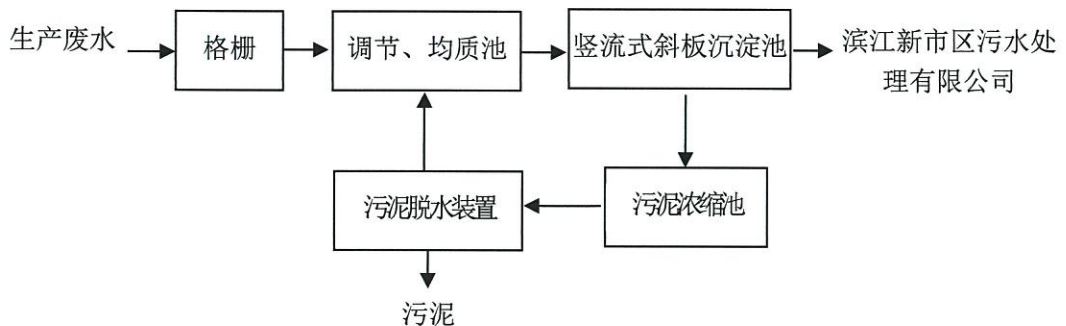 生产废水
格栅
调节、均质池
竖流式斜板沉淀池
滨江新市区污水处
理有限公司
污泥脱水装置
污泥浓缩池
污泥